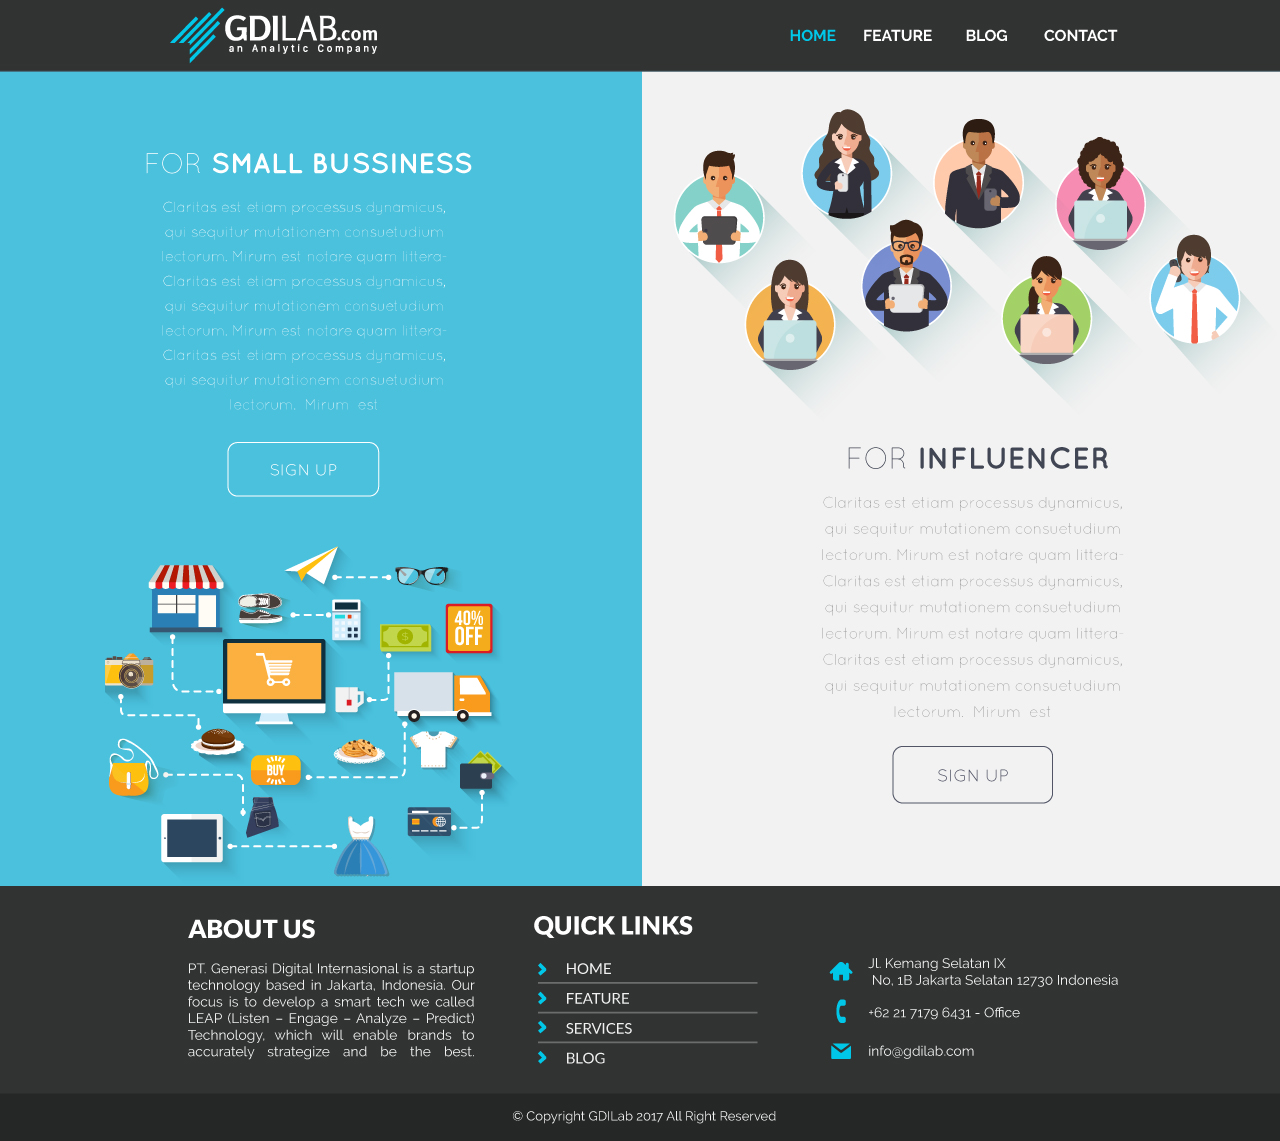 GDILAB.com
an Analytic Company
HOME FEATURE BLOG CONTACT
FOR SMALL BUSSINESS
Claritas est etiam processus dynamicus,
qui sequitur mutationem consuetudium
lectorum. Mirum est notare quam littera-
Claritas est etiam processus dynamicus,
qui sequitur mutationem consuetudium
lectorum. Mirum est notare quam littera-
Claritas est etiam processus dynamicus,
qui sequitur mutationem consuetudium
lectorum. Mirum est
SIGN UP
40%
OFF
BUY
FOR INFLUENCER
Claritas est etiam processus dynamicus,
qui sequitur mutationem consuetudium
lectorum. Mirum est notare quam littera-
Claritas est etiam processus dynamicus,
qui sequitur mutationem consuetudium
lectorum. Mirum est notare quam littera-
Claritas est etiam processus dynamicus,
qui sequitur mutationem consuetudium
lectorum. Mirum est
SIGN UP
ABOUT US
PT. Generasi Digital Internasional is a startup
technology based in Jakarta, Indonesia. Our
focus is to develop a smart tech we called
LEAP (Listen – Engage – Analyze – Predict)
Technology, which will enable brands to
accurately strategize and be the best.
QUICK LINKS
HOME
FEATURE
SERVICES
BLOG
Jl. Kemang Selatan IX
No, 1B Jakarta Selatan 12730 Indonesia
+62 21 7179 6431 - Office
info@gdilab.com
© Copyright GDILab 2017 All Right Reserved